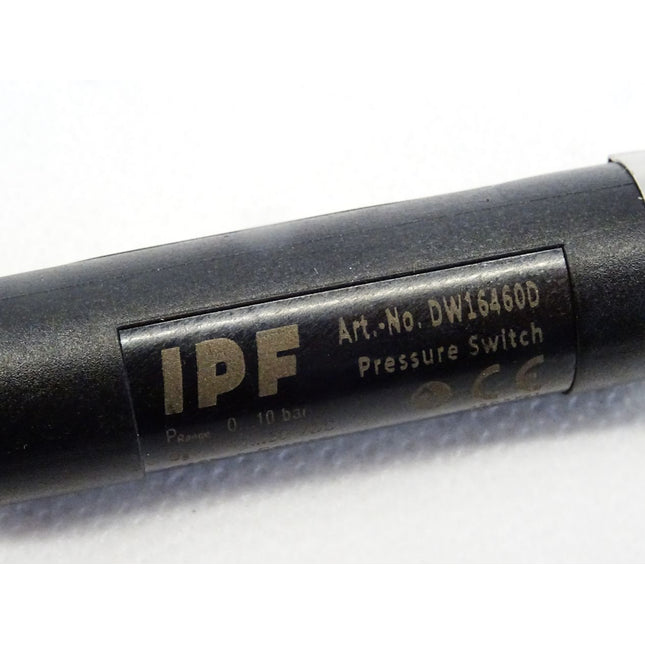 IPF
Art.-No. DW16460D
Pressure Switch
CE
PRange 0 10 bar